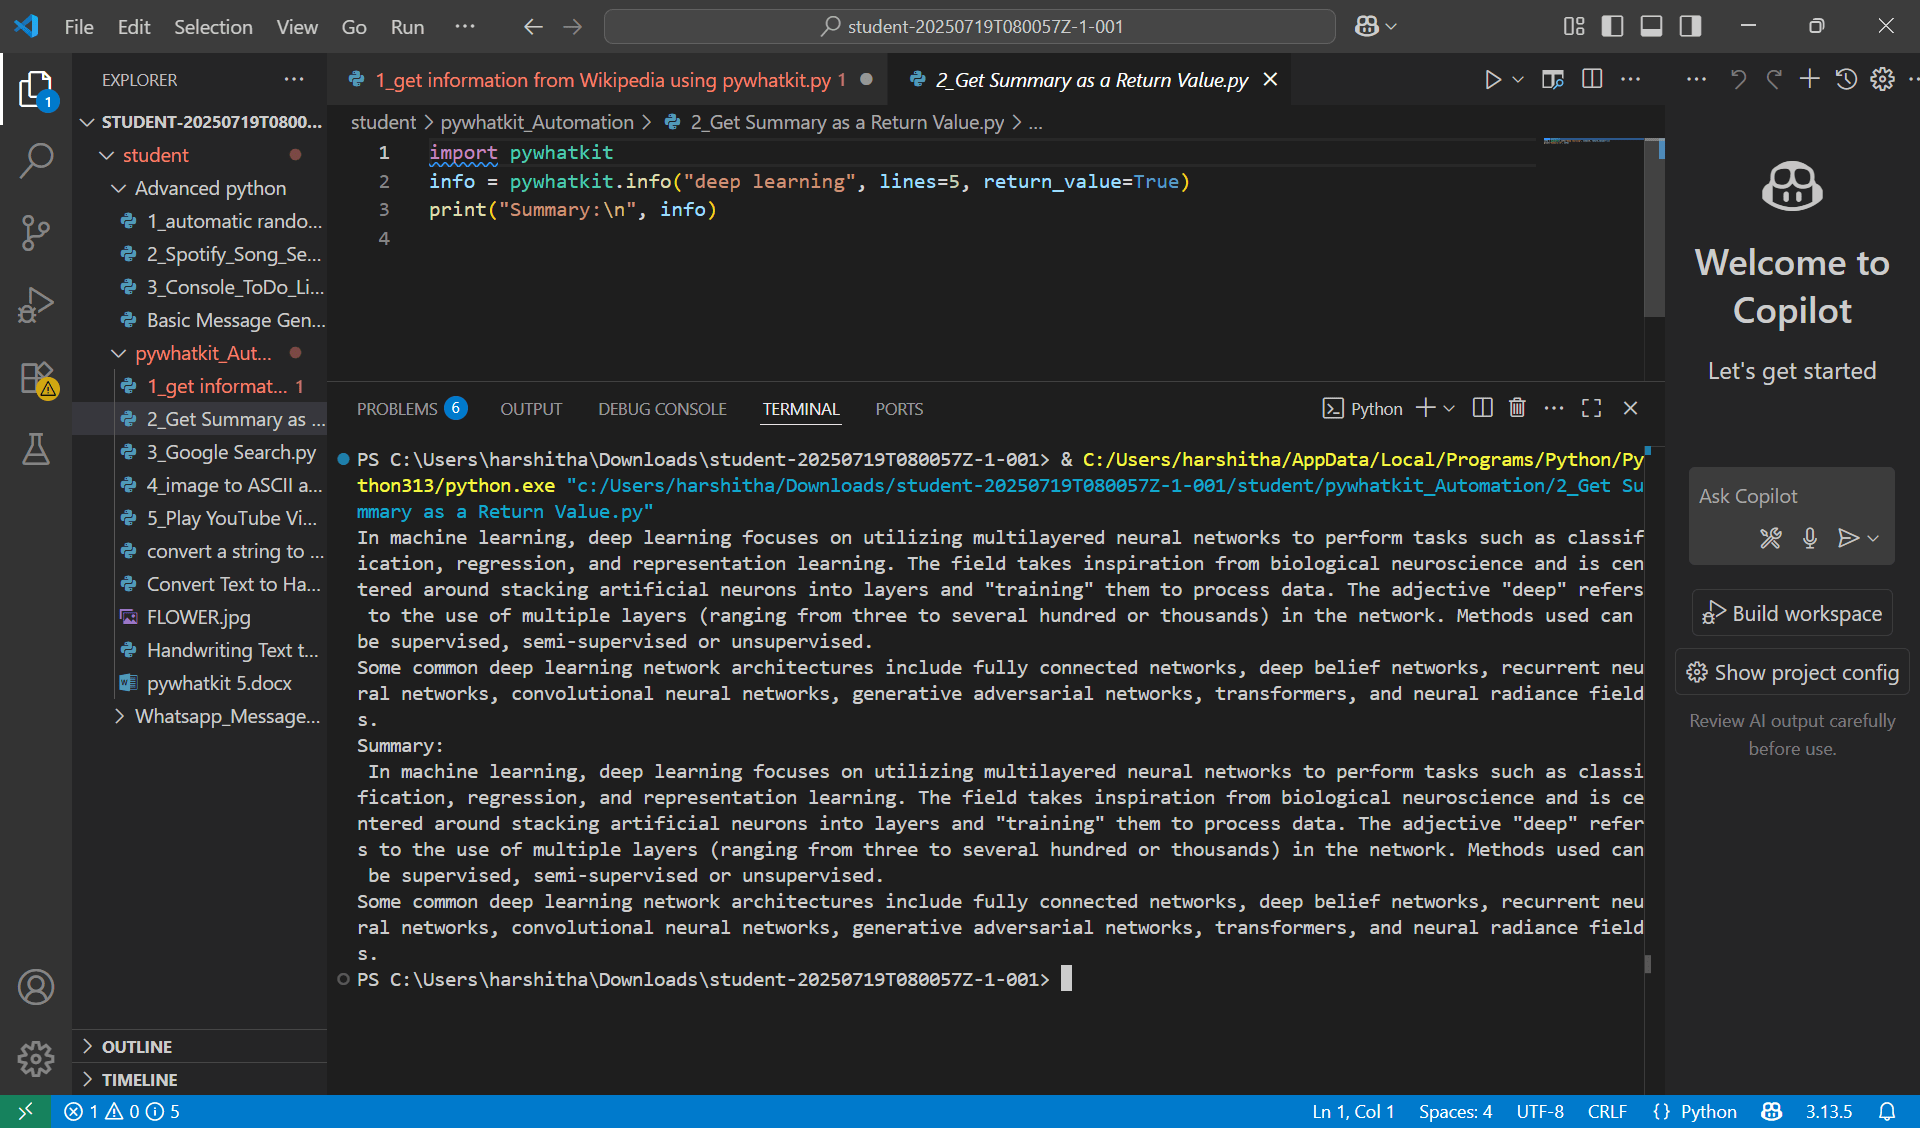 File Edit Selection View Go Run ... student-20250719T080057Z-1-001
EXPLORER ...
STUDENT-20250719T0800...
student
Advanced python
1_automatic rando...
2_Spotify_Song_Se...
3_Console_ToDo_Li...
Basic Message Gen...
pywhatkit_Aut...
1_get informat... 1
2_Get Summary as ...
3_Google Search.py
4_image to ASCII a...
5_Play YouTube Vi...
convert a string to ...
Convert Text to Ha...
FLOWER.jpg
Handwriting Text t...
pywhatkit 5.docx
Whatsapp_Message...
OUTLINE
TIMELINE
1_get information from Wikipedia using pywhatkit.py 1
2_Get Summary as a Return Value.py
student > pywhatkit_Automation > 2_Get Summary as a Return Value.py > ...
1 import pywhatkit
2 info = pywhatkit.info("deep learning", lines=5, return_value=True)
3 print("Summary:\n", info)
4
PROBLEMS 6 OUTPUT DEBUG CONSOLE TERMINAL PORTS Python
PS C:\Users\harshitha\Downloads\student-20250719T080057Z-1-001> & C:/Users/harshitha/AppData/Local/Programs/Python/Py
thon313/python.exe "c:/Users/harshitha/Downloads/student-20250719T080057Z-1-001/student/pywhatkit_Automation/2_Get Su
mmary as a Return Value.py"
In machine learning, deep learning focuses on utilizing multilayered neural networks to perform tasks such as classif
ication, regression, and representation learning. The field takes inspiration from biological neuroscience and is cen
tered around stacking artificial neurons into layers and "training" them to process data. The adjective "deep" refers
 to the use of multiple layers (ranging from three to several hundred or thousands) in the network. Methods used can
be supervised, semi-supervised or unsupervised.
Some common deep learning network architectures include fully connected networks, deep belief networks, recurrent neu
ral networks, convolutional neural networks, generative adversarial networks, transformers, and neural radiance field
s.
Summary:
 In machine learning, deep learning focuses on utilizing multilayered neural networks to perform tasks such as classi
fication, regression, and representation learning. The field takes inspiration from biological neuroscience and is ce
ntered around stacking artificial neurons into layers and "training" them to process data. The adjective "deep" refer
s to the use of multiple layers (ranging from three to several hundred or thousands) in the network. Methods used can
 be supervised, semi-supervised or unsupervised.
Some common deep learning network architectures include fully connected networks, deep belief networks, recurrent neu
ral networks, convolutional neural networks, generative adversarial networks, transformers, and neural radiance field
s.
PS C:\Users\harshitha\Downloads\student-20250719T080057Z-1-001>
Welcome to
Copilot
Let's get started
Ask Copilot
Build workspace
Show project config
Review AI output carefully
before use.
1 0 5 Ln 1, Col 1 Spaces: 4 UTF-8 CRLF {} Python 3.13.5